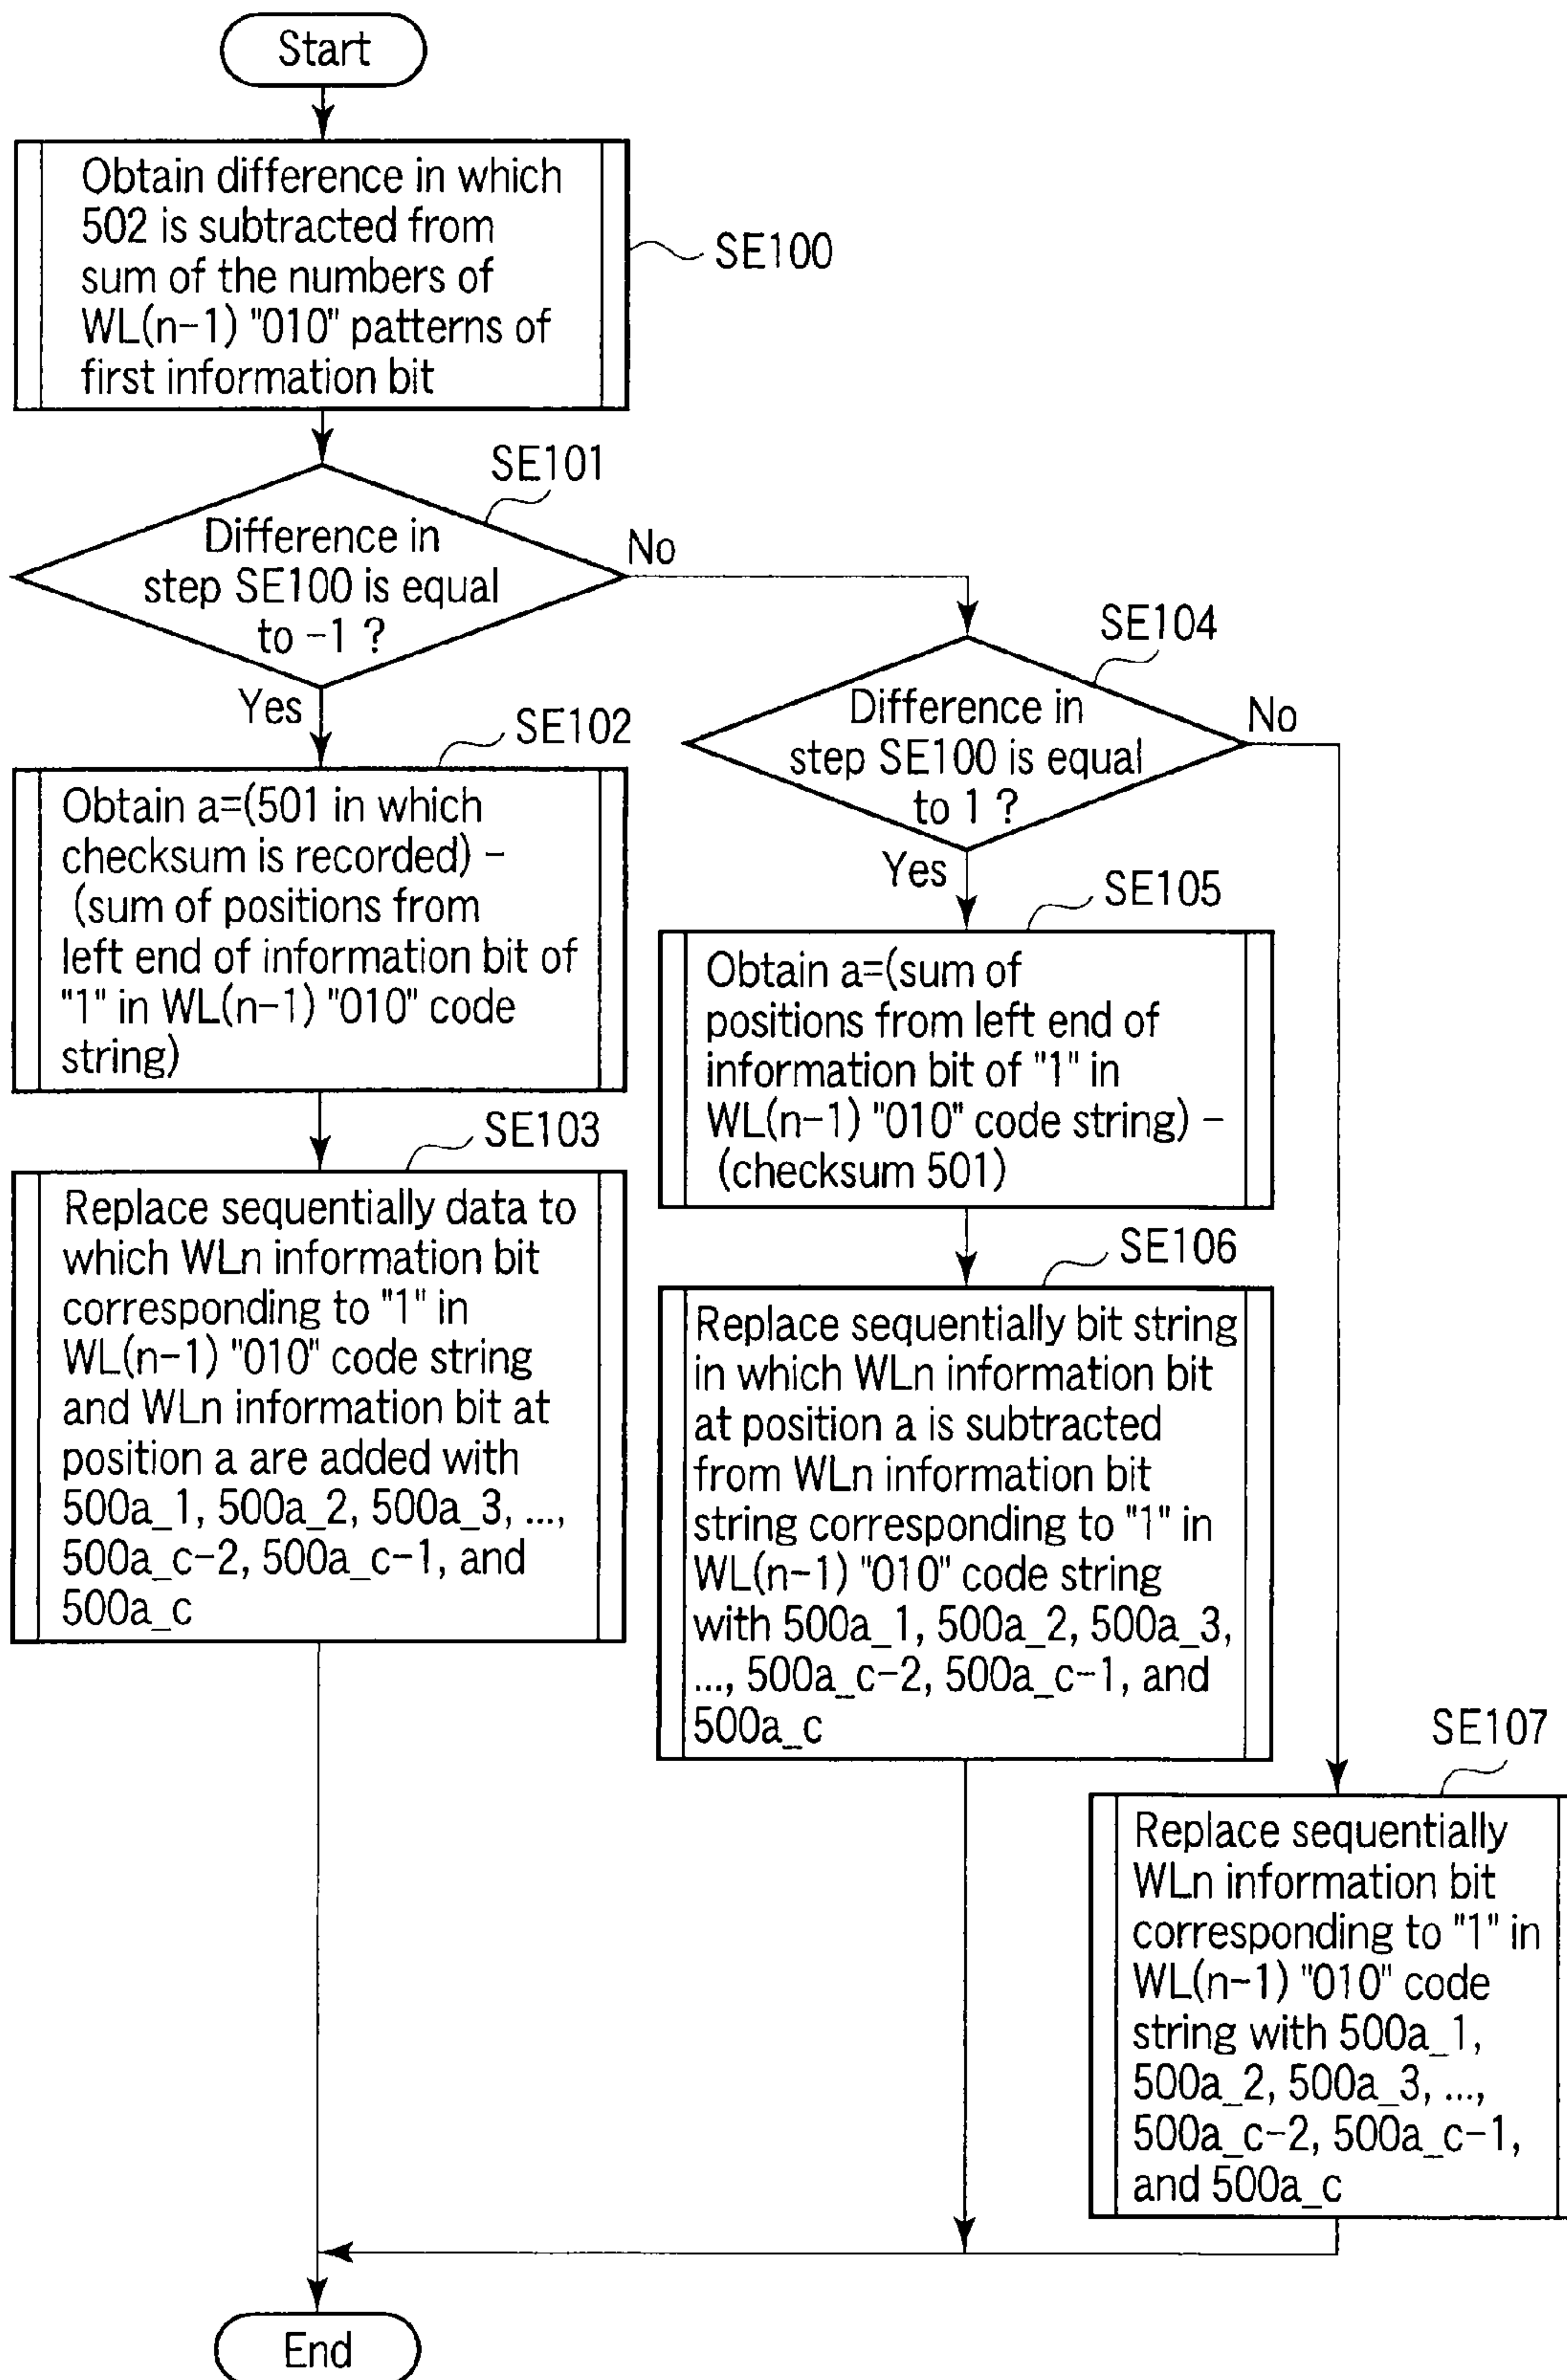 Start
Obtain difference in which
502 is subtracted from
sum of the numbers of
WL(n-1) "010" patterns of
first information bit
SE100
SE101
Difference in
step SE100 is equal
to -1 ?
No
Yes
SE102
Obtain a=(501 in which
checksum is recorded) -
(sum of positions from
left end of information bit of
"1" in WL(n-1) "010" code
string)
SE103
Replace sequentially data to
which WLn information bit
corresponding to "1" in
WL(n-1) "010" code string
and WLn information bit at
position a are added with
500a_1, 500a_2, 500a_3, ...,
500a_c-2, 500a_c-1, and
500a_c
SE104
Difference in
step SE100 is equal
to 1 ?
No
Yes
SE105
Obtain a=(sum of
positions from left end of
information bit of "1" in
WL(n-1) "010" code string) -
(checksum 501)
SE106
Replace sequentially bit string
in which WLn information bit
at position a is subtracted
from WLn information bit
string corresponding to "1" in
WL(n-1) "010" code string
with 500a_1, 500a_2, 500a_3,
..., 500a_c-2, 500a_c-1, and
500a_c
SE107
Replace sequentially
WLn information bit
corresponding to "1" in
WL(n-1) "010" code
string with 500a_1,
500a_2, 500a_3, ...,
500a_c-2, 500a_c-1,
and 500a_c
End